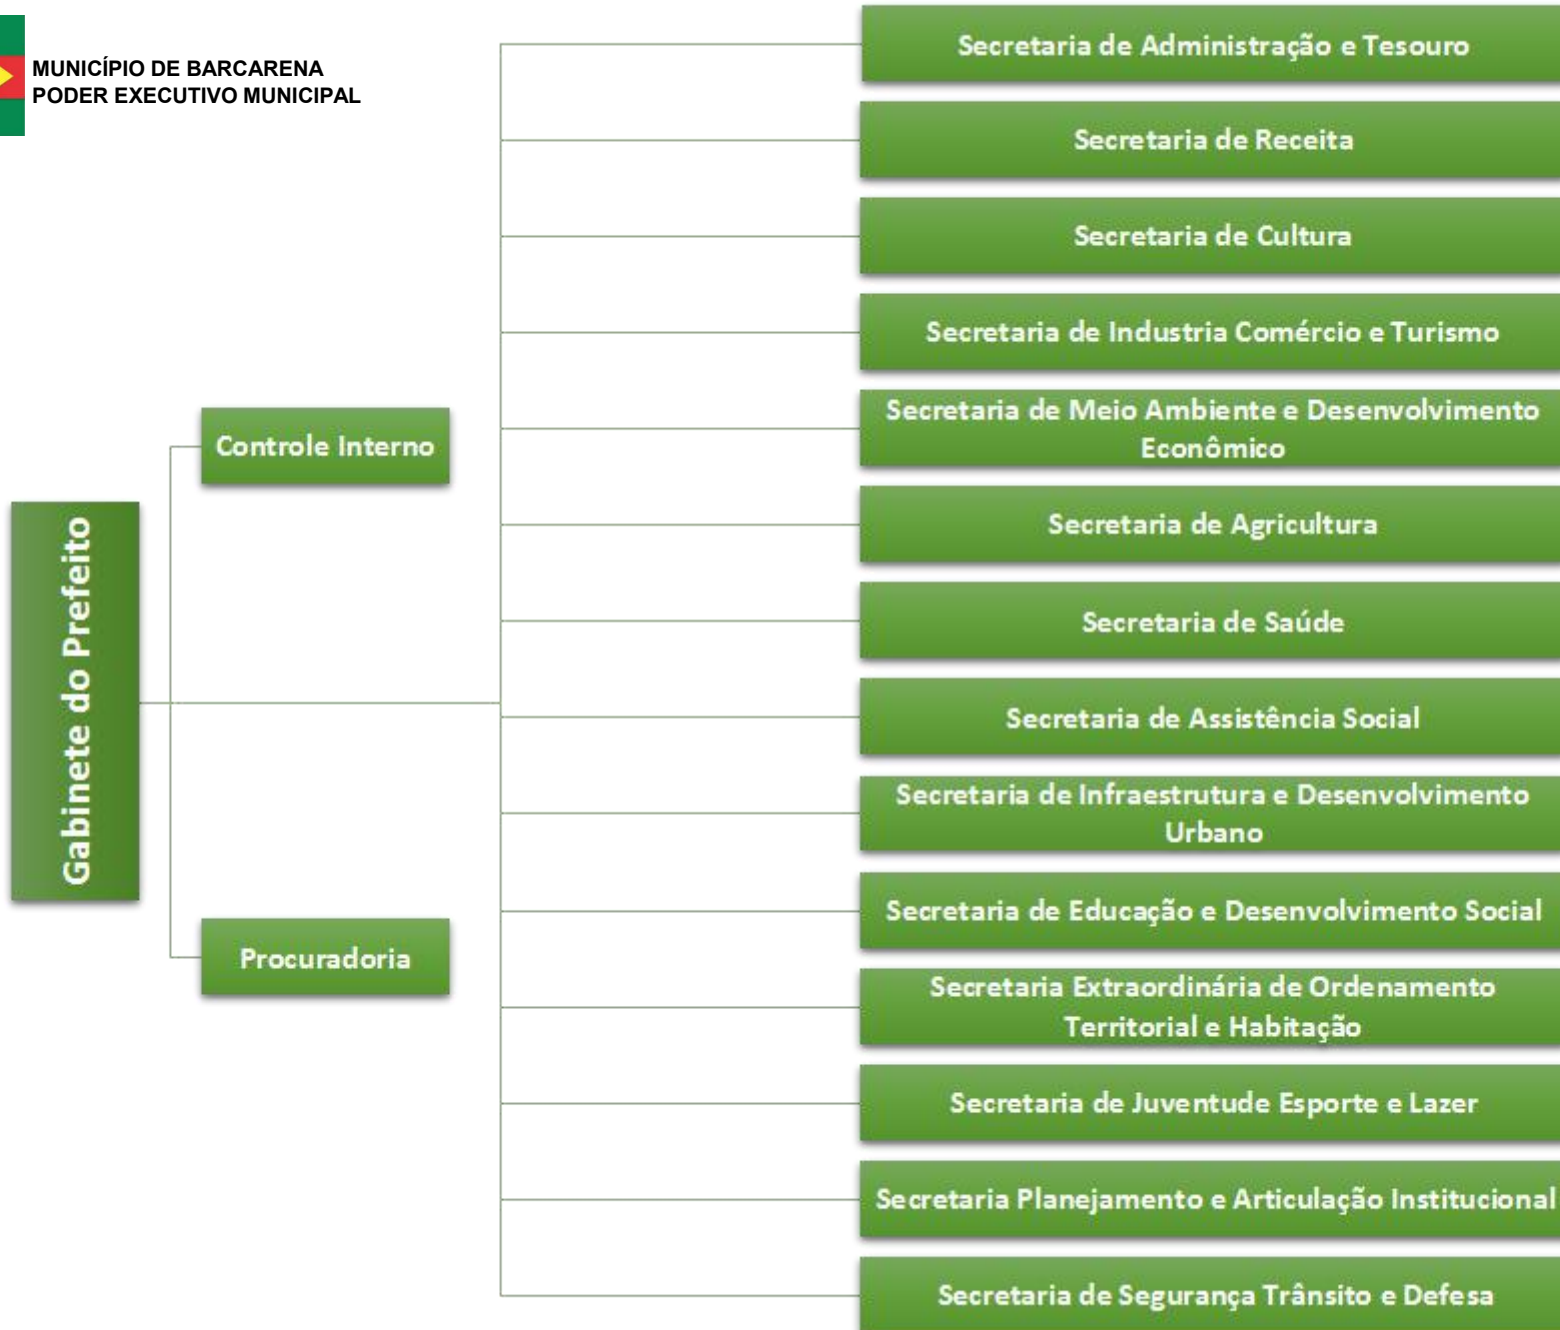 MUNICÍPIO DE BARCARENA
PODER EXECUTIVO MUNICIPAL
Gabinete do Prefeito
Controle Interno
Procuradoria
Secretaria de Administração e Tesouro
Secretaria de Receita
Secretaria de Cultura
Secretaria de Industria Comércio e Turismo
Secretaria de Meio Ambiente e Desenvolvimento
Econômico
Secretaria de Agricultura
Secretaria de Saúde
Secretaria de Assistência Social
Secretaria de Infraestrutura e Desenvolvimento
Urbano
Secretaria de Educação e Desenvolvimento Social
Secretaria Extraordinária de Ordenamento
Territorial e Habitação
Secretaria de Juventude Esporte e Lazer
Secretaria Planejamento e Articulação Institucional
Secretaria de Segurança Trânsito e Defesa